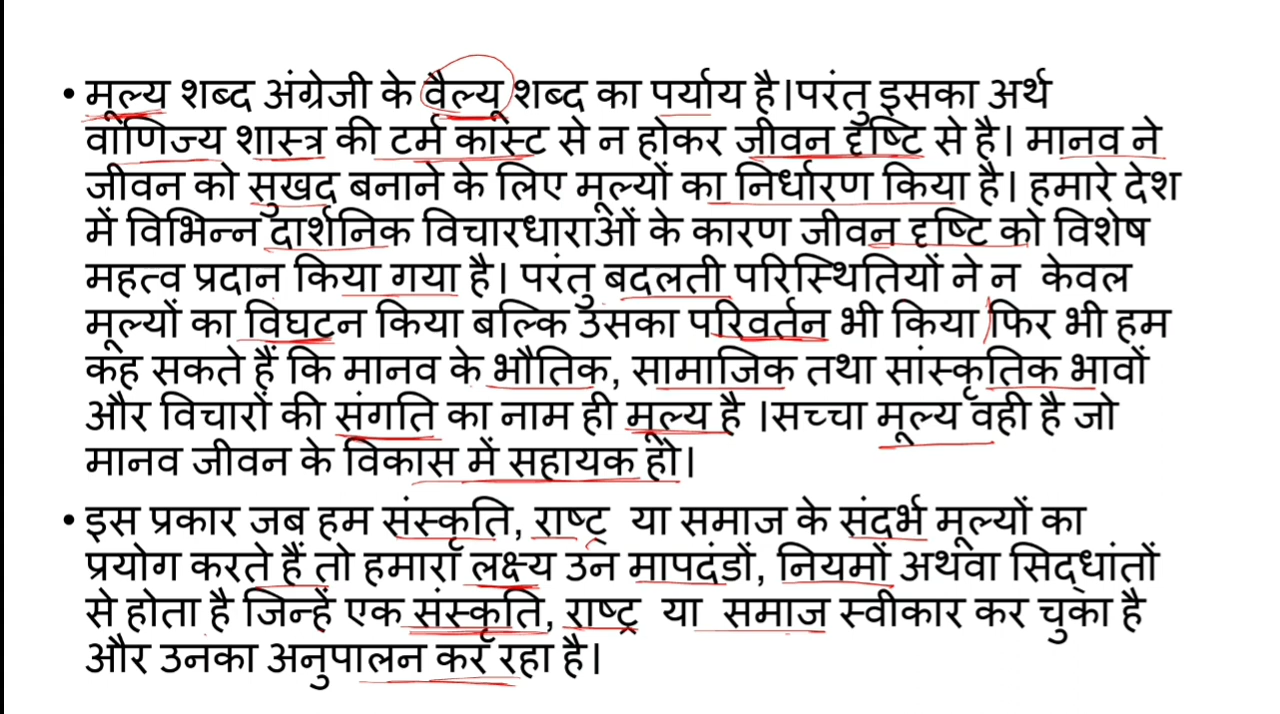 • मूल्य शब्द अंग्रेजी के वैल्यू शब्द का पर्याय है।परंतु इसका अर्थ
वाणिज्य शास्त्र की टर्म कॉस्ट से न होकर जीवन दृष्टि से है। मानव ने
जीवन को सुखद बनाने के लिए मूल्यों का निर्धारण किया है। हमारे देश
में विभिन्न दार्शनिक विचारधाराओं के कारण जीवन दृष्टि को विशेष
महत्व प्रदान किया गया है। परंतु बदलती परिस्थितियों ने न केवल
मूल्यों का विघटन किया बल्कि उसका परिवर्तन भी किया फिर भी हम
कह सकते हैं कि मानव के भौतिक, सामाजिक तथा सांस्कृतिक भावों
और विचारों की संगति का नाम ही मूल्य है ।सच्चा मूल्य वही है जो
मानव जीवन के विकास में सहायक हो।
• इस प्रकार जब हम संस्कृति, राष्ट्र या समाज के संदर्भ मूल्यों का
प्रयोग करते हैं तो हमारा लक्ष्य उन मापदंडों, नियमों अथवा सिद्धांतों
से होता है जिन्हें एक संस्कृति, राष्ट्र या समाज स्वीकार कर चुका है
और उनका अनुपालन कर रहा है।